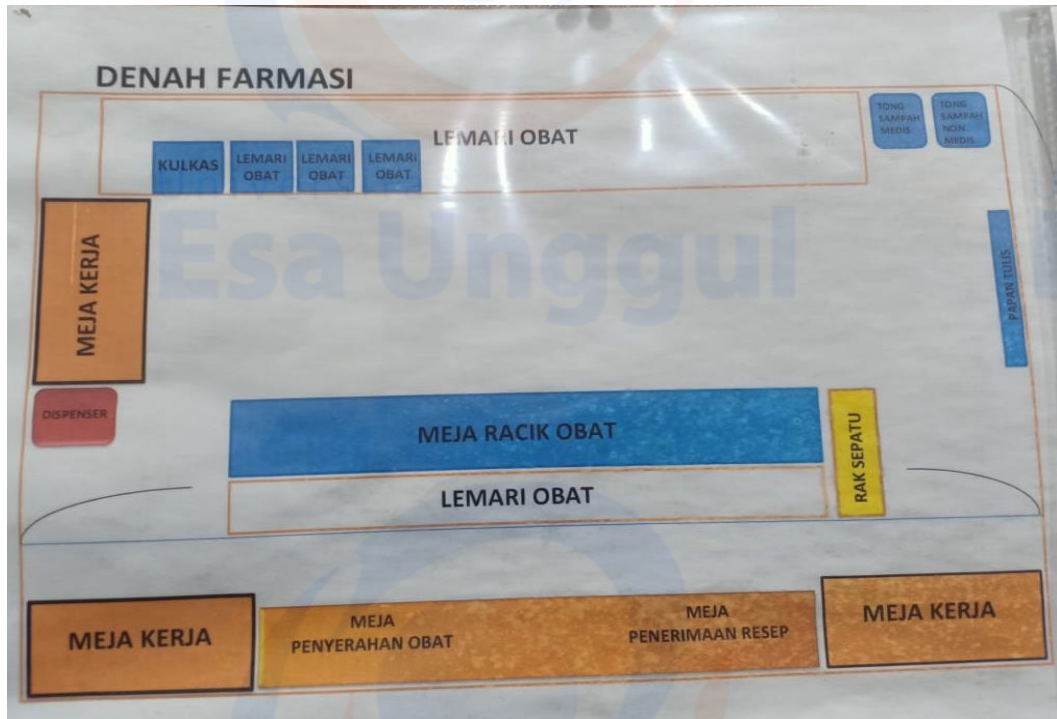 DENAH FARMASI
LEMARI OBAT
TONG
SAMPAH
MEDIS
TONG
SAMPAH
NON
MEDIS
KULKAS
LEMARI
OBAT
LEMARI
OBAT
LEMARI
OBAT
Esa Unggul
MEJA KERJA
PAPAN TULIS
DISPENSER
MEJA RACIK OBAT
RAK SEPATU
LEMARI OBAT
MEJA KERJA
MEJA
PENYERAHAN OBAT
MEJA
PENERIMAAN RESEP
MEJA KERJA